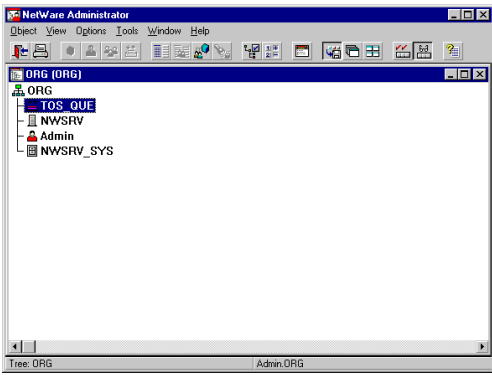 NetWare Administrator
Object View Options Tools Window Help
ORG (ORG)
ORG
TOS_QUE
NWSRV
Admin
NWSRV_SYS
Tree: ORG Admin.ORG